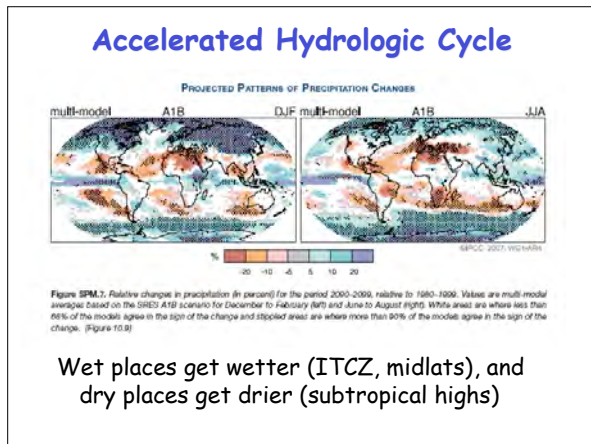 Accelerated Hydrologic Cycle
PROJECTED PATTERNS OF PRECIPITATION CHANGES
multi-model A1B DJF multi-model A1B JJA
©IPCC 2007: WG1-AR4
%
-20 -10 -5 5 10 20
Figure SPM.7. Relative changes in precipitation (in percent) for the period 2090-2099, relative to 1980-1999. Values are multi-model
averages based on the SRES A1B scenario for December to February (left) and June to August (right). White areas are where less than
66% of the models agree in the sign of the change and stippled areas are where more than 90% of the models agree in the sign of the
change. {Figure 10.9}
Wet places get wetter (ITCZ, midlats), and
dry places get drier (subtropical highs)